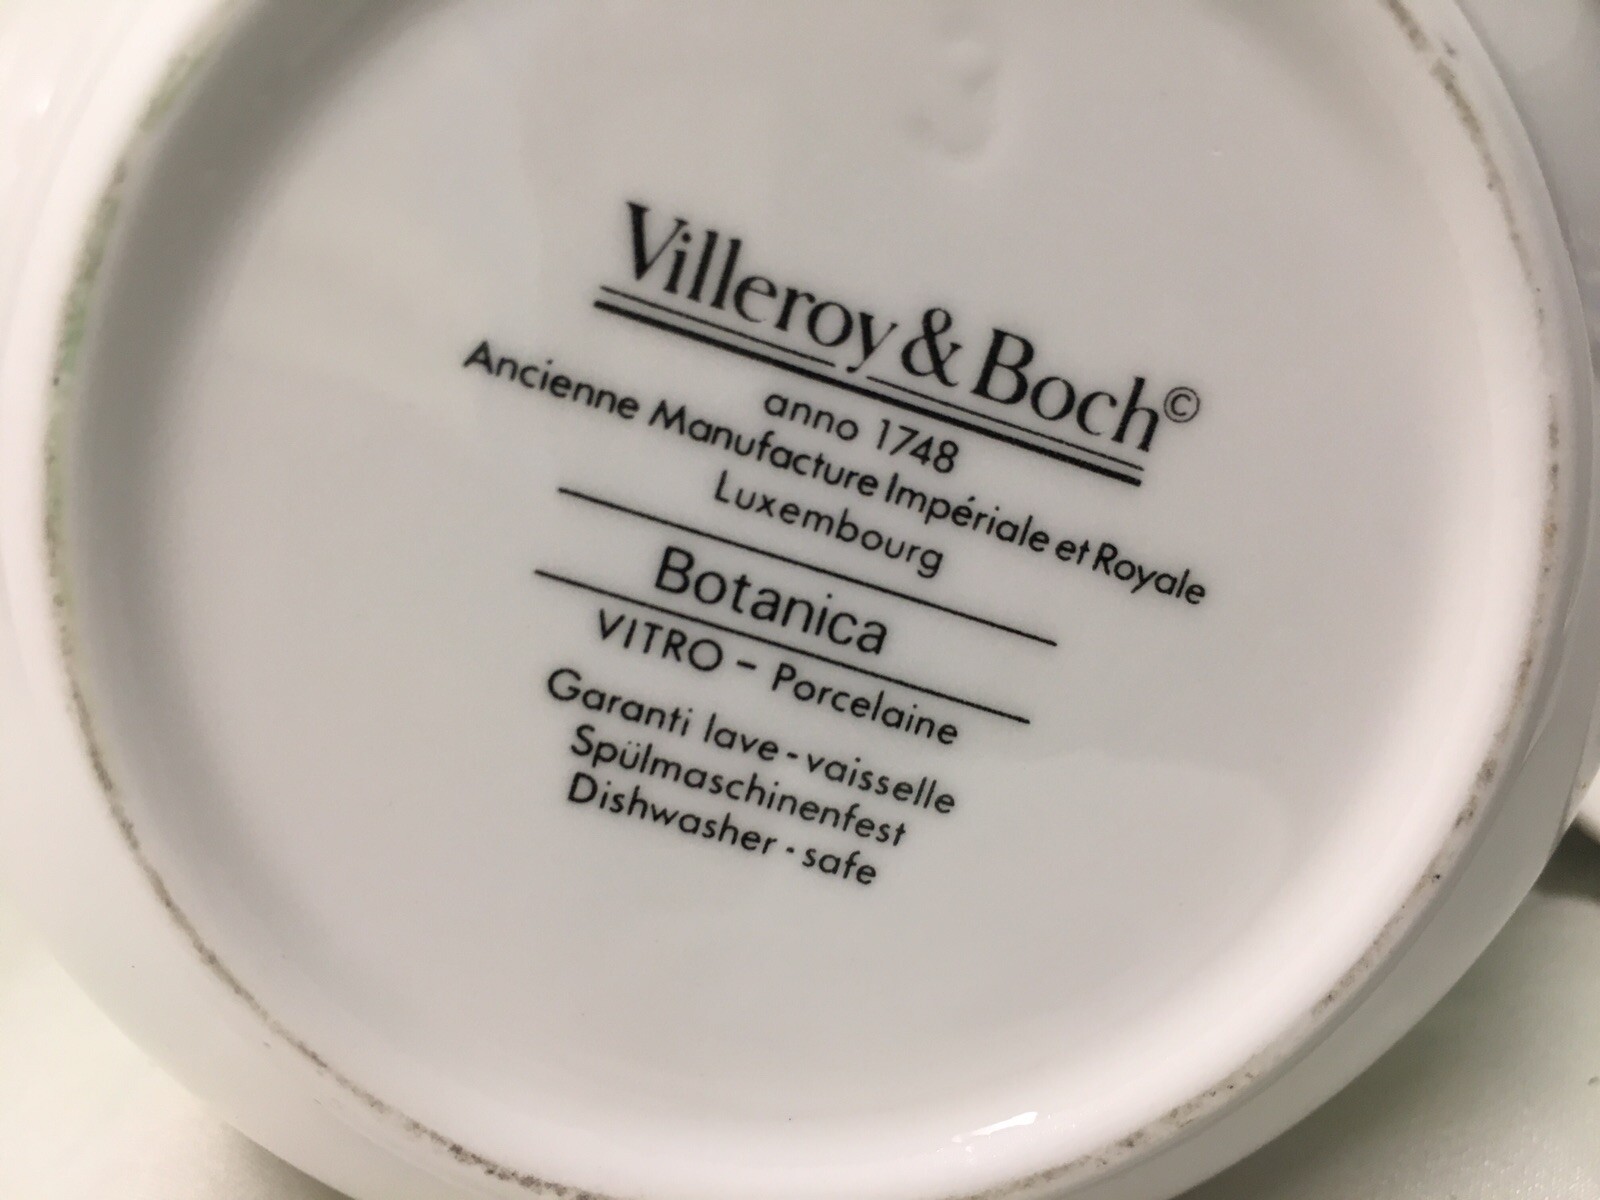 Villeroy & Boch©
anno 1748
Ancienne Manufacture Impériale et Royale
Luxembourg
Botanica
VITRO - Porcelaine
Garanti lave-vaisselle
Spülmaschinenfest
Dishwasher-safe